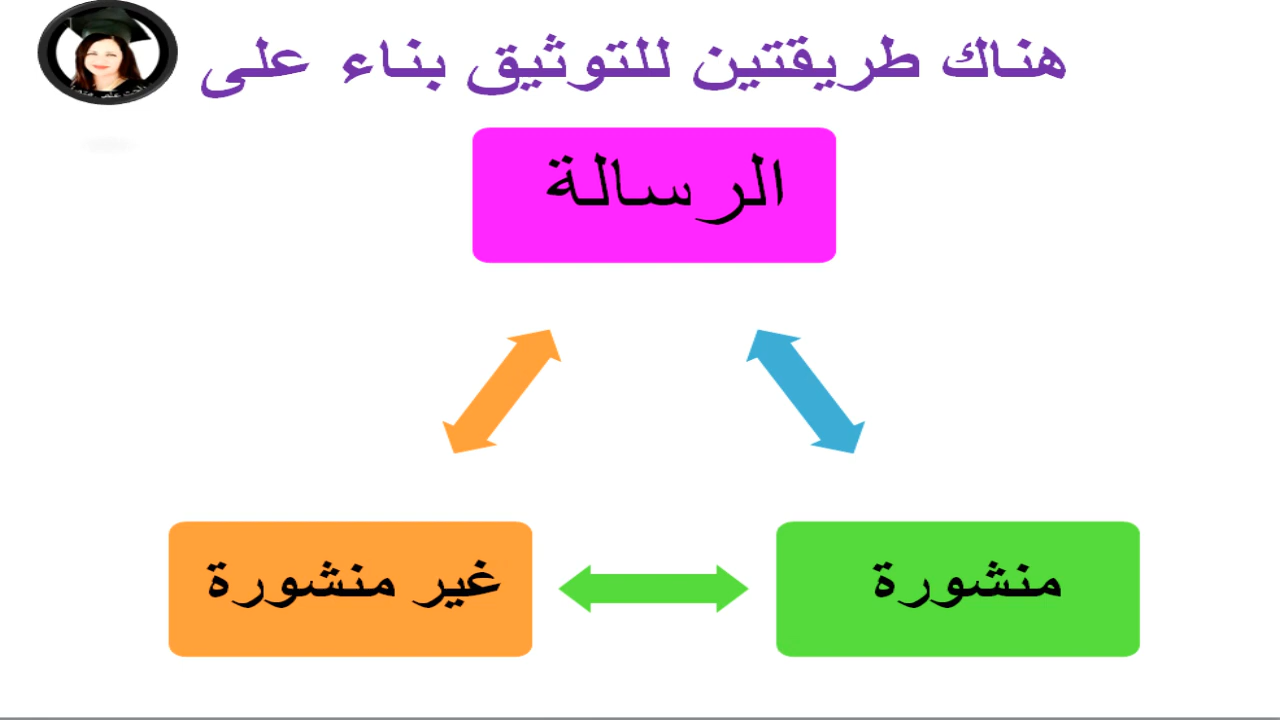 هناك طريقتين للتوثيق بناء على
الرسالة
منشورة
غير منشورة